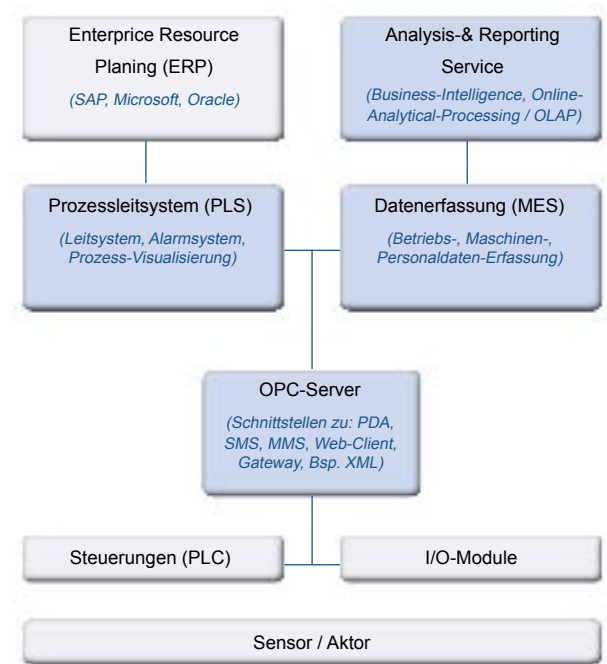 Enterprice Resource
Planing (ERP)
(SAP, Microsoft, Oracle)
Analysis-& Reporting
Service
(Business-Intelligence, Online-
Analytical-Processing / OLAP)
Prozessleitsystem (PLS)
(Leitsystem, Alarmsystem,
Prozess-Visualisierung)
Datenerfassung (MES)
(Betriebs-, Maschinen-,
Personaldaten-Erfassung)
OPC-Server
(Schnittstellen zu: PDA,
SMS, MMS, Web-Client,
Gateway, Bsp. XML)
Steuerungen (PLC)
I/O-Module
Sensor / Aktor